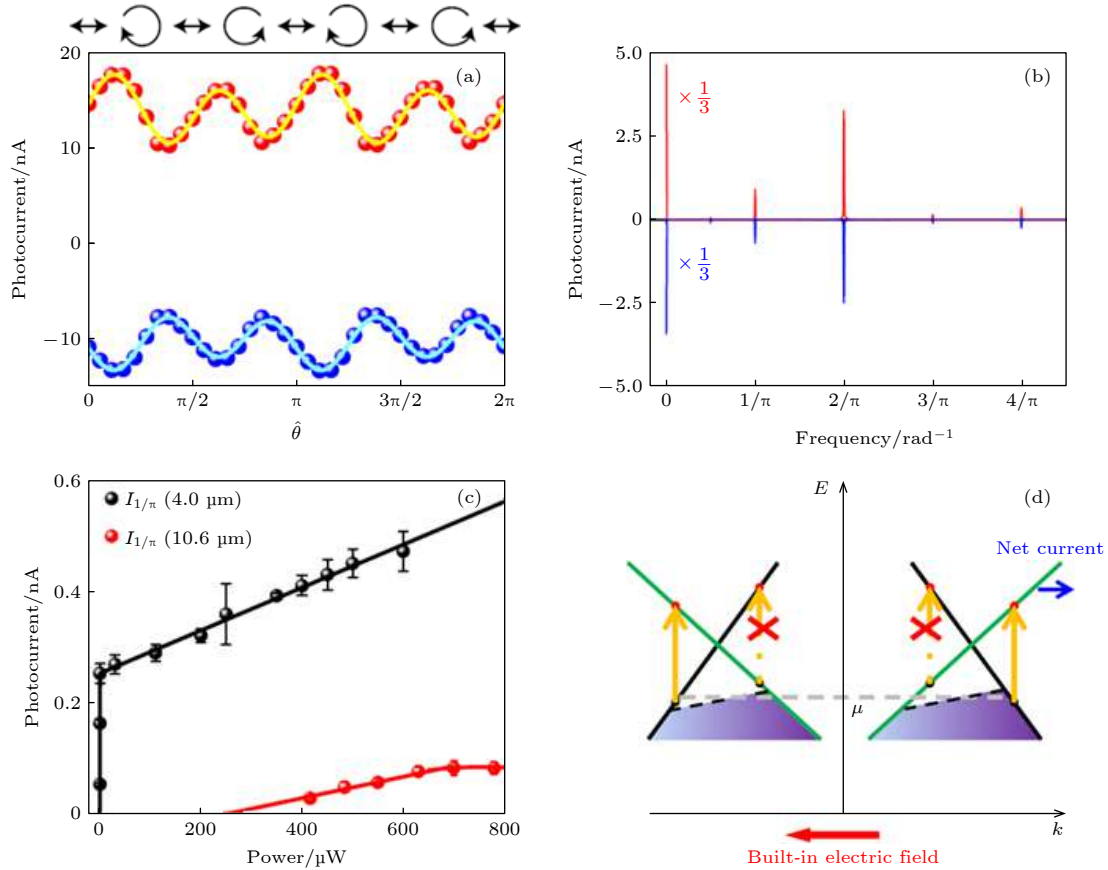 (a)
20
10
0
−10
Photocurrent/nA
0
π/2
π
3π/2
2π
θ̂
(b)
5.0
2.5
0
−2.5
−5.0
Photocurrent/nA
× 1/3
× 1/3
0
1/π
2/π
3/π
4/π
Frequency/rad⁻¹
(c)
0.6
0.4
0.2
0
Photocurrent/nA
I₁/π (4.0 µm)
I₁/π (10.6 µm)
0
200
400
600
800
Power/µW
E
(d)
Net current
µ
k
Built-in electric field